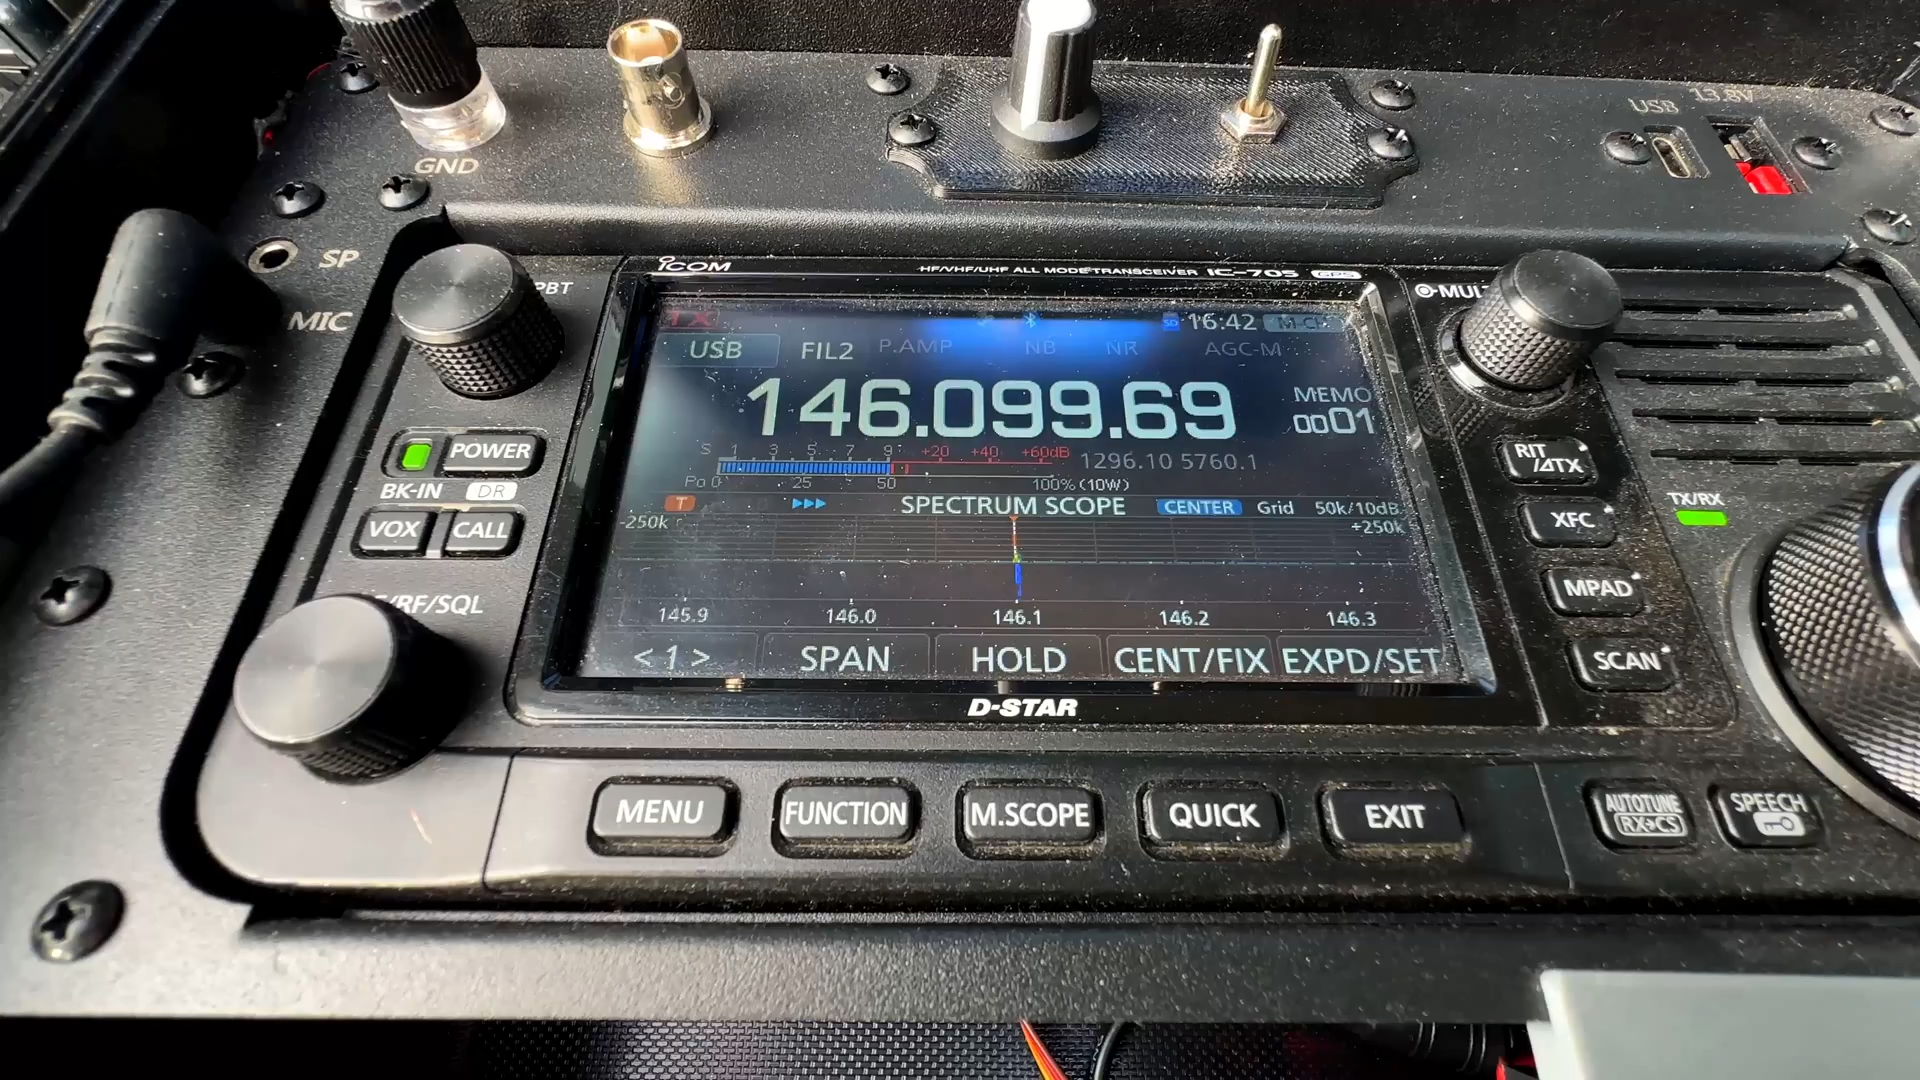 GND
USB 13.8V
SP
MIC
PBT
ICOM
HF/VHF/UHF ALL MODE TRANSCEIVER IC-705 GPS
MULTI
TX
SD 16:42 M-CH
USB FIL2 P.AMP NB NR AGC-M
146.099.69
MEMO
0001
S 1 3 5 7 9 +20 +40 +60dB
1296.10 5760.1
Po 0 25 50 100% (10W)
T SPECTRUM SCOPE CENTER Grid 50k/10dB
-250k +250k
145.9 146.0 146.1 146.2 146.3
< 1 > SPAN HOLD CENT/FIX EXPD/SET
D-STAR
POWER
BK-IN DR
VOX CALL
/RF/SQL
RIT
/ΔTX
XFC
MPAD
SCAN
TX/RX
MENU FUNCTION M.SCOPE QUICK EXIT
AUTOTUNE
RX→CS
SPEECH